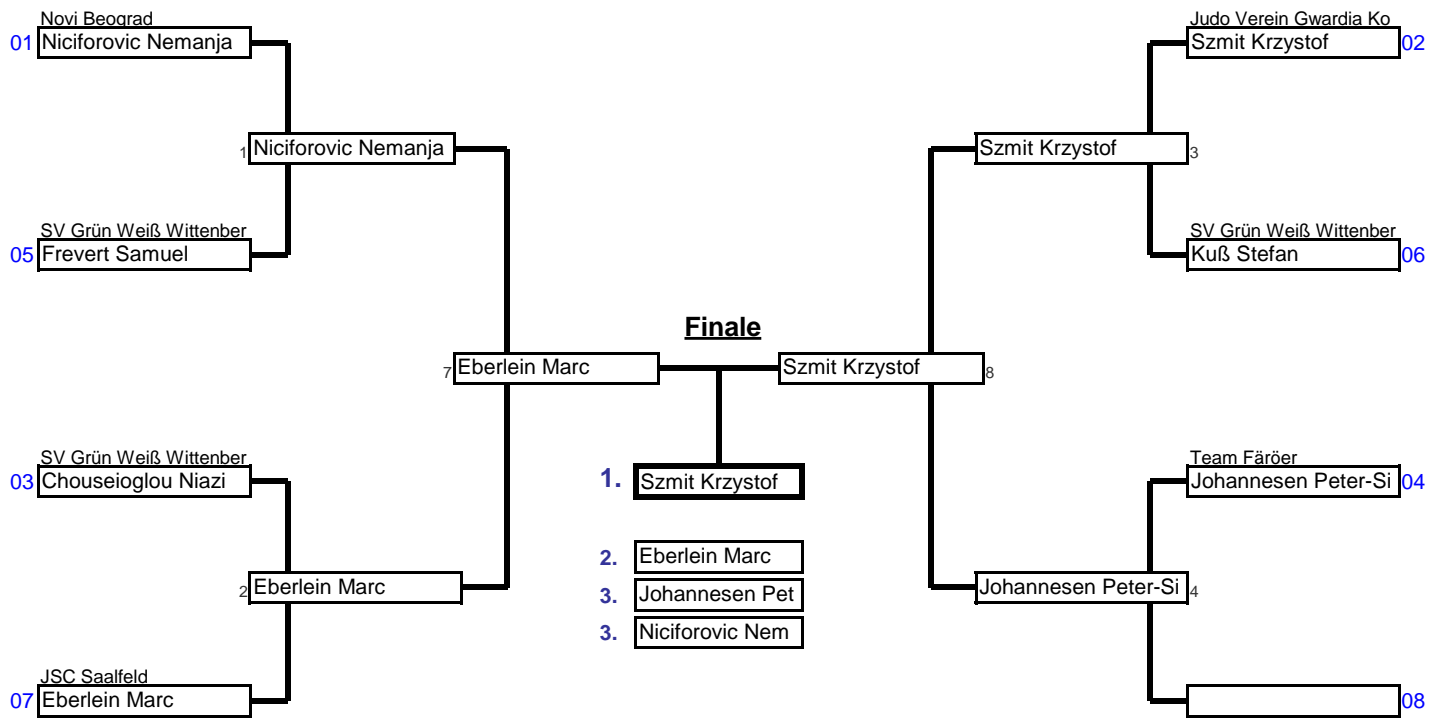 Novi Beograd
01 Niciforovic Nemanja
Judo Verein Gwardia Ko
Szmit Krzystof 02
1 Niciforovic Nemanja
Szmit Krzystof 3
SV Grün Weiß Wittenber
05 Frevert Samuel
SV Grün Weiß Wittenber
Kuß Stefan 06
Finale
7 Eberlein Marc
Szmit Krzystof 8
SV Grün Weiß Wittenber
03 Chouseioglou Niazi
1. Szmit Krzystof
Team Färöer
Johannesen Peter-Si 04
2. Eberlein Marc
2 Eberlein Marc
3. Johannesen Pet
Johannesen Peter-Si 4
3. Niciforovic Nem
JSC Saalfeld
07 Eberlein Marc
08